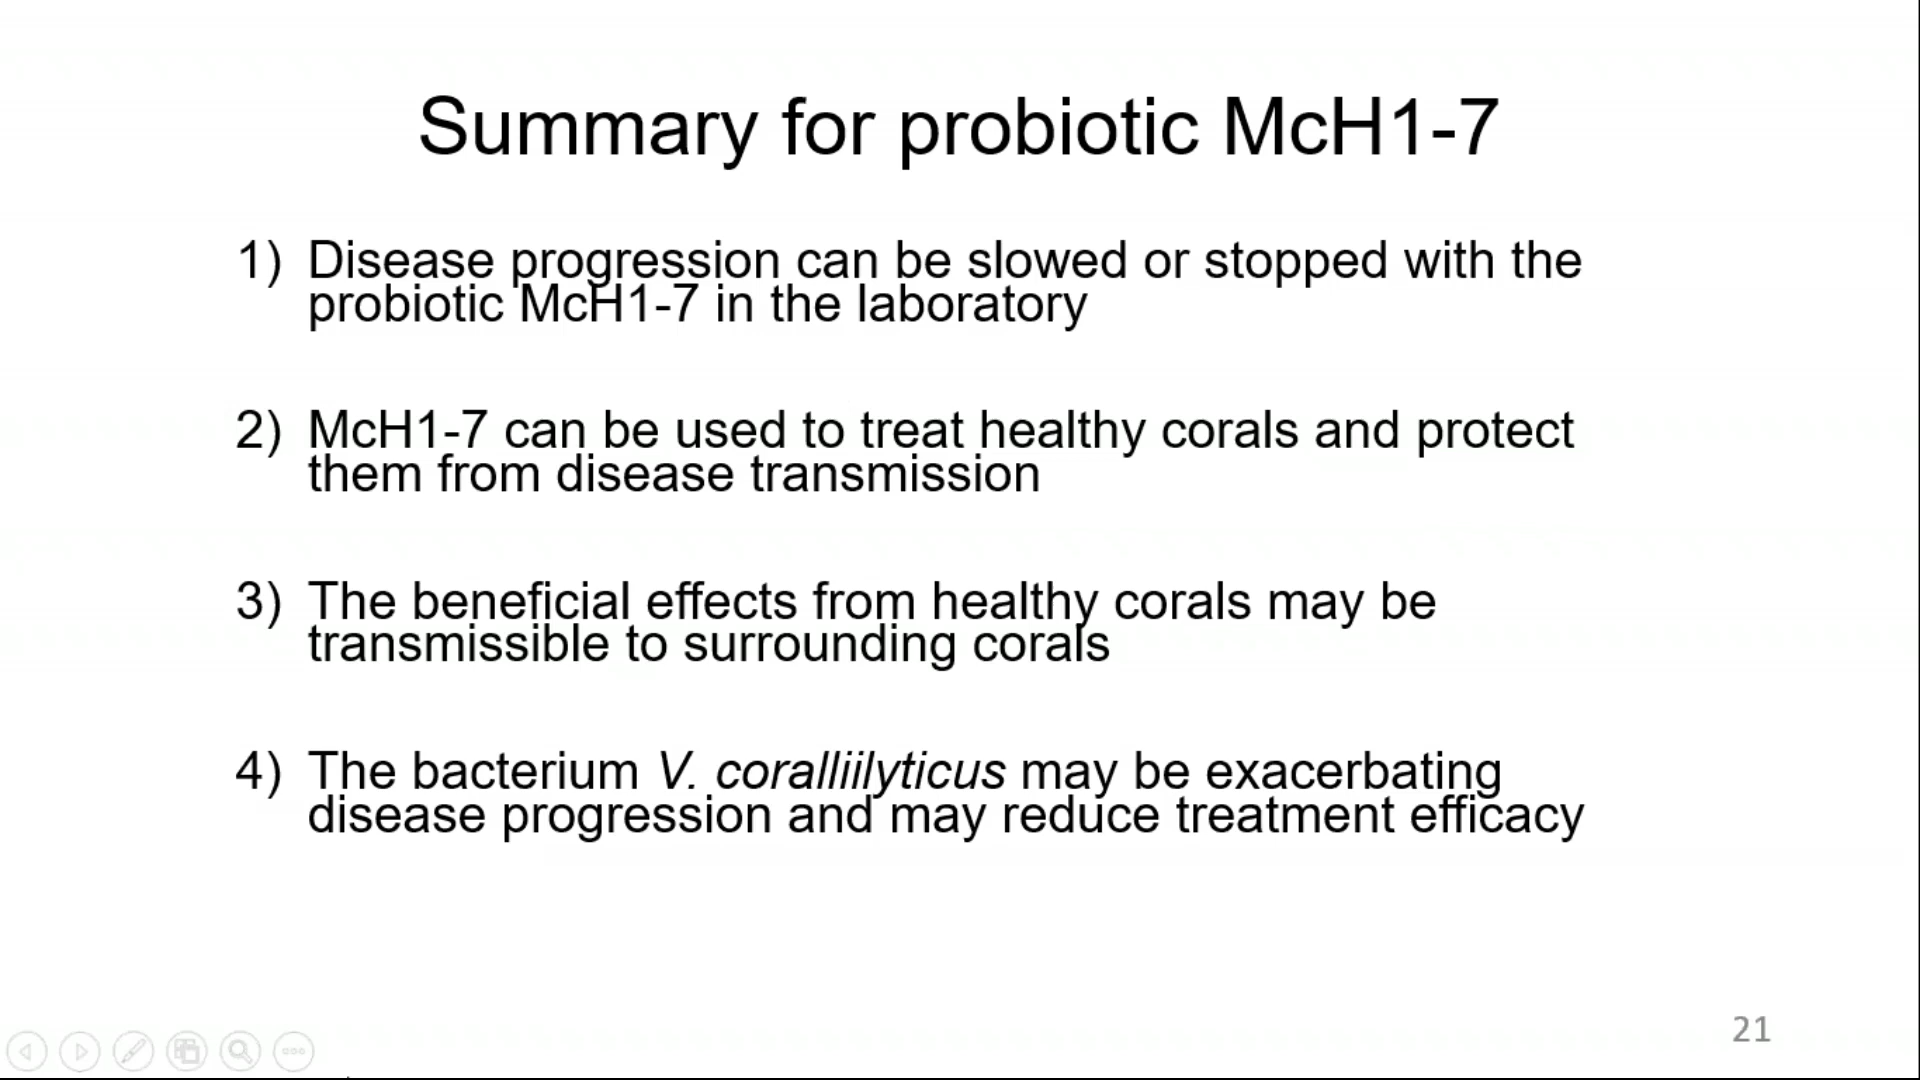 Summary for probiotic McH1-7
1) Disease progression can be slowed or stopped with the
probiotic McH1-7 in the laboratory
2) McH1-7 can be used to treat healthy corals and protect
them from disease transmission
3) The beneficial effects from healthy corals may be
transmissible to surrounding corals
4) The bacterium V. coralliilyticus may be exacerbating
disease progression and may reduce treatment efficacy
21